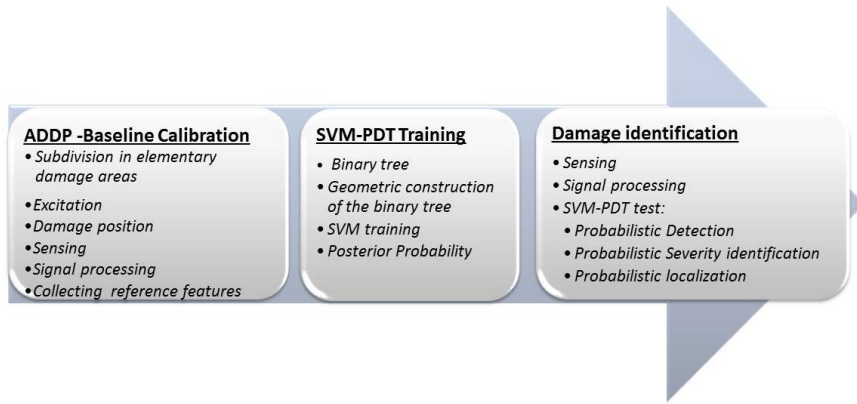 ADDP -Baseline Calibration
•Subdivision in elementary
damage areas
•Excitation
•Damage position
•Sensing
•Signal processing
•Collecting reference features
SVM-PDT Training
• Binary tree
•Geometric construction
of the binary tree
•SVM training
•Posterior Probability
Damage identification
•Sensing
•Signal processing
•SVM-PDT test:
•Probabilistic Detection
•Probabilistic Severity identification
•Probabilistic localization